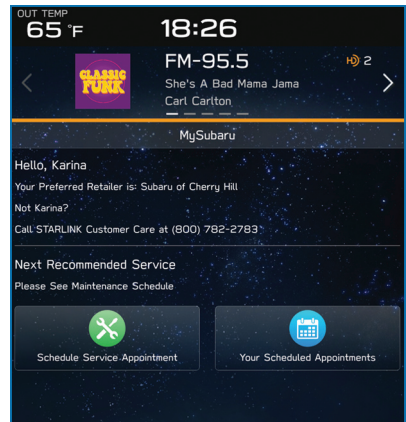 OUT TEMP
65 °F
18:26
FM-95.5
HD 2
CLASSIC
FUNK
She's A Bad Mama Jama
Carl Carlton
MySubaru
Hello, Karina
Your Preferred Retailer is: Subaru of Cherry Hill
Not Karina?
Call STARLINK Customer Care at (800) 782-2783
Next Recommended Service
Please See Maintenance Schedule
Schedule Service Appointment
Your Scheduled Appointments